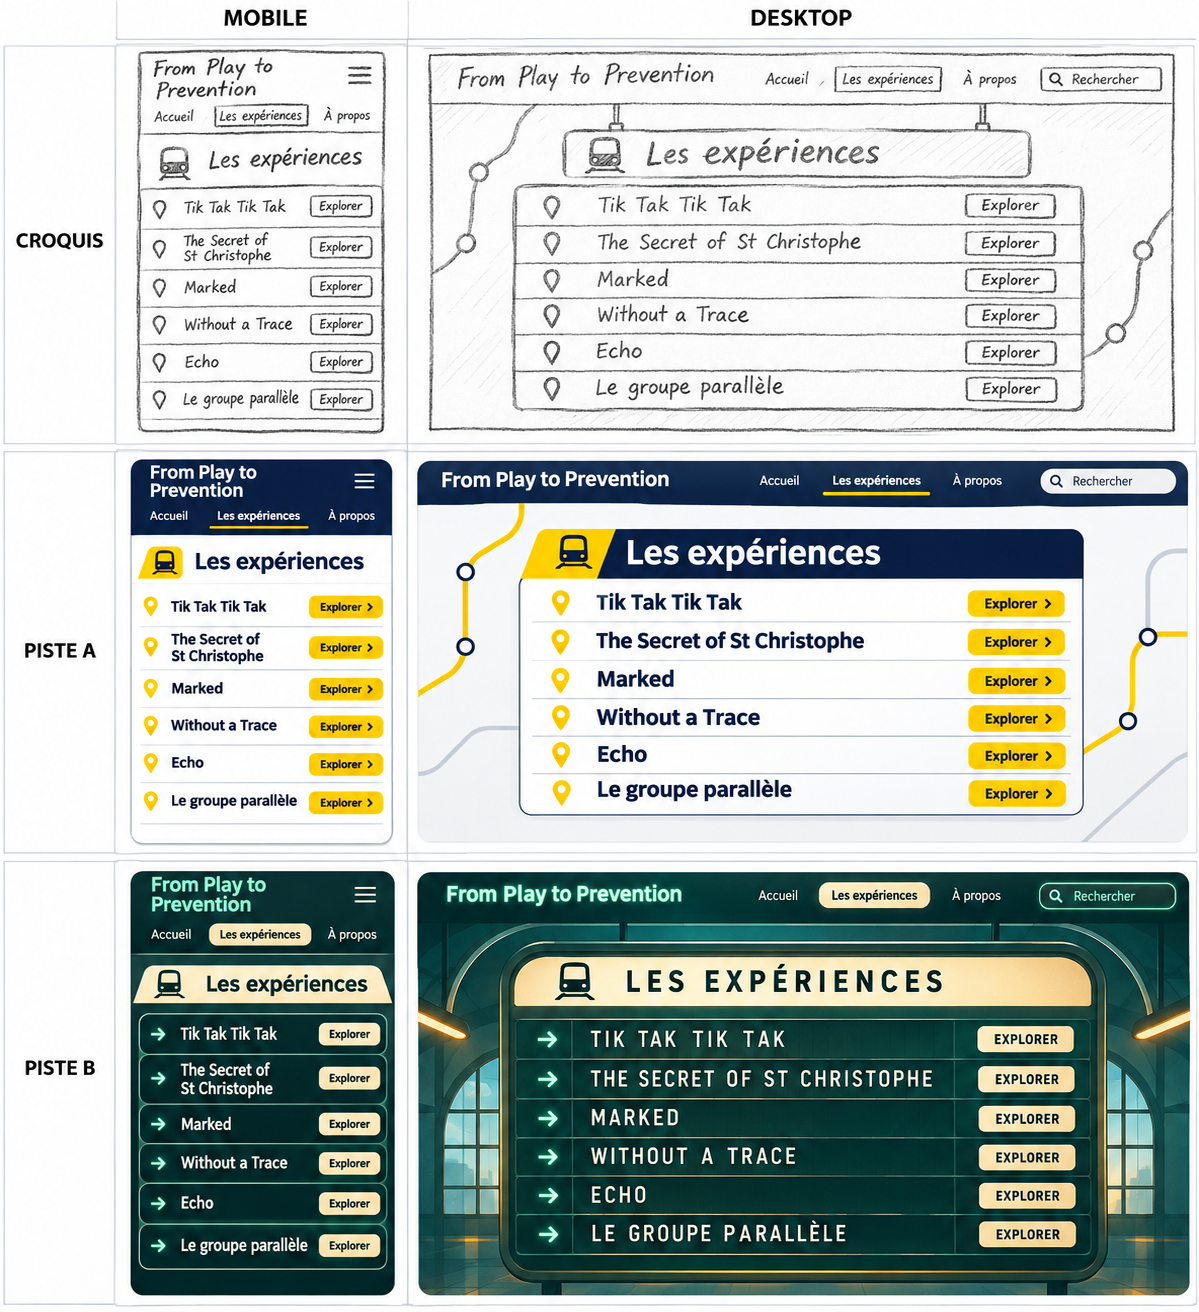 MOBILE
DESKTOP
CROQUIS
From Play to
Prevention
Accueil
Les expériences
À propos
Les expériences
Tik Tak Tik Tak
Explorer
The Secret of
St Christophe
Explorer
Marked
Explorer
Without a Trace
Explorer
Echo
Explorer
Le groupe parallèle
Explorer
From Play to Prevention
Accueil
Les expériences
À propos
Rechercher
Les expériences
Tik Tak Tik Tak
Explorer
The Secret of St Christophe
Explorer
Marked
Explorer
Without a Trace
Explorer
Echo
Explorer
Le groupe parallèle
Explorer
PISTE A
From Play to
Prevention
Accueil
Les expériences
À propos
Les expériences
Tik Tak Tik Tak
Explorer >
The Secret of
St Christophe
Explorer >
Marked
Explorer >
Without a Trace
Explorer >
Echo
Explorer >
Le groupe parallèle
Explorer >
From Play to Prevention
Accueil
Les expériences
À propos
Rechercher
Les expériences
Tik Tak Tik Tak
Explorer >
The Secret of St Christophe
Explorer >
Marked
Explorer >
Without a Trace
Explorer >
Echo
Explorer >
Le groupe parallèle
Explorer >
PISTE B
From Play to
Prevention
Accueil
Les expériences
À propos
Les expériences
Tik Tak Tik Tak
Explorer
The Secret of
St Christophe
Explorer
Marked
Explorer
Without a Trace
Explorer
Echo
Explorer
Le groupe parallèle
Explorer
From Play to Prevention
Accueil
Les expériences
À propos
Rechercher
LES EXPÉRIENCES
TIK TAK TIK TAK
EXPLORER
THE SECRET OF ST CHRISTOPHE
EXPLORER
MARKED
EXPLORER
WITHOUT A TRACE
EXPLORER
ECHO
EXPLORER
LE GROUPE PARALLÈLE
EXPLORER